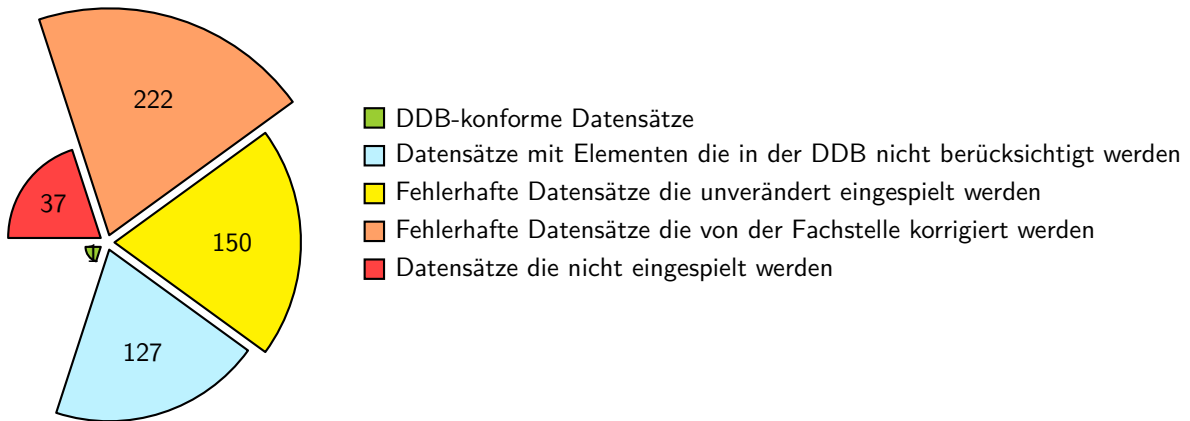 222
37
150
1
127
DDB-konforme Datensätze
Datensätze mit Elementen die in der DDB nicht berücksichtigt werden
Fehlerhafte Datensätze die unverändert eingespielt werden
Fehlerhafte Datensätze die von der Fachstelle korrigiert werden
Datensätze die nicht eingespielt werden